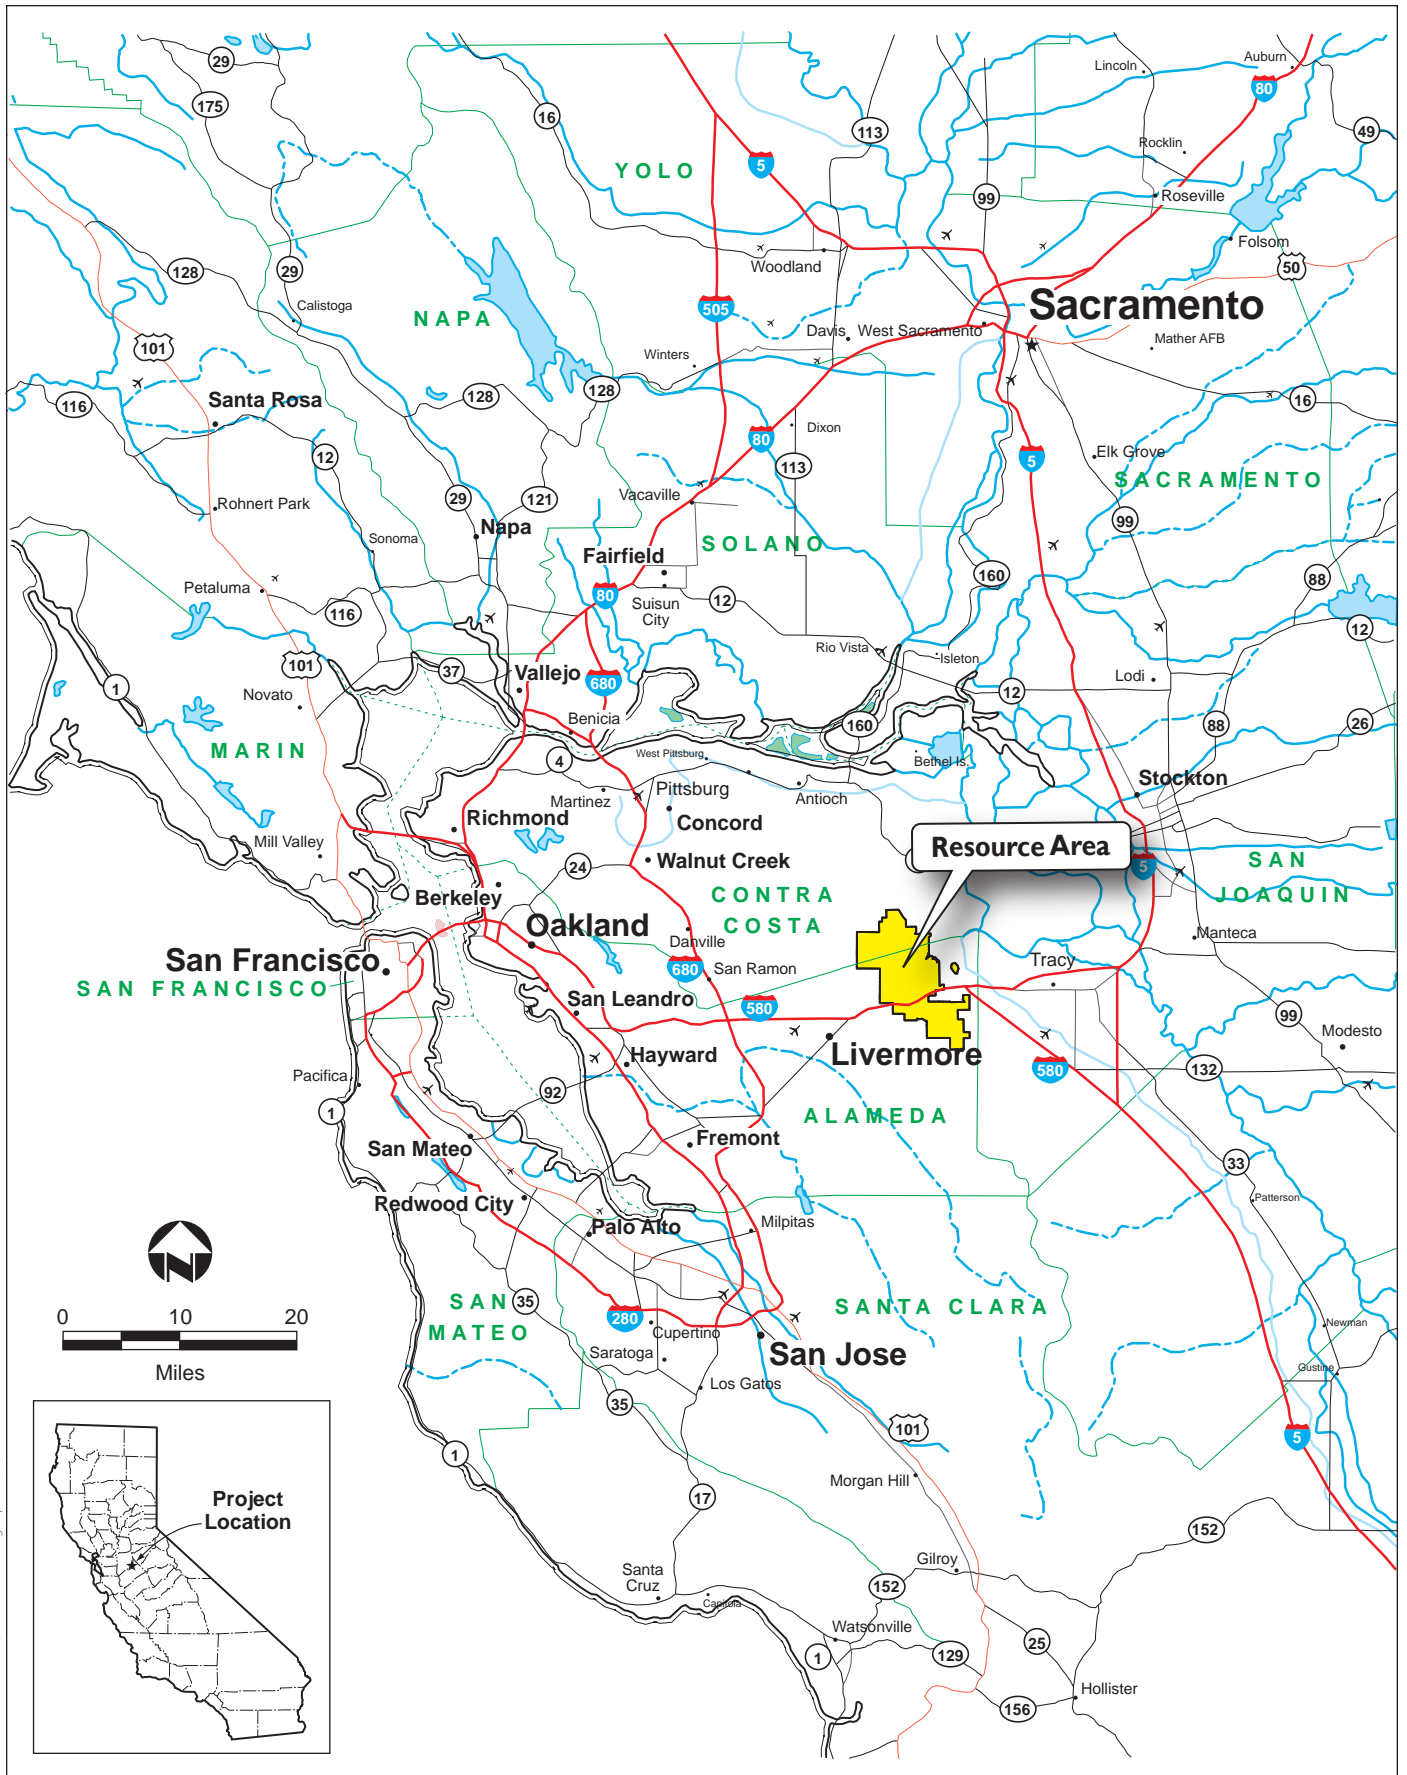 29
175
16
113
Lincoln
Auburn
80
49
Rocklin
YOLO
5
99
Roseville
Folsom
50
128
29
Woodland
Calistoga
NAPA
505
Sacramento
Davis
West Sacramento
Mather AFB
101
Winters
116
Santa Rosa
128
128
16
12
Dixon
80
113
5
Elk Grove
SACRAMENTO
29
121
Vacaville
99
Rohnert Park
Sonoma
Napa
SOLANO
Fairfield
160
88
Petaluma
116
80
Suisun
City
12
12
Rio Vista
Isleton
101
37
Vallejo
680
Lodi
1
Novato
12
Benicia
160
88
26
MARIN
4
West Pittsburg
Bethel Is.
Stockton
Martinez
Pittsburg
Antioch
Richmond
Concord
Mill Valley
Resource Area
24
Walnut Creek
5
SAN
JOAQUIN
Berkeley
CONTRA
COSTA
Oakland
Danville
Manteca
San Francisco
680
San Ramon
Tracy
SAN FRANCISCO
San Leandro
580
99
Modesto
Livermore
Hayward
580
132
Pacifica
92
1
ALAMEDA
San Mateo
Fremont
33
Redwood City
Patterson
Palo Alto
Milpitas
SAN
MATEO
35
SANTA CLARA
280
Cupertino
Newman
0
10
20
Miles
San Jose
Saratoga
Gustine
Los Gatos
35
101
5
1
Morgan Hill
17
Project
Location
152
Santa
Cruz
Gilroy
152
Capitola
Watsonville
25
1
129
Hollister
156